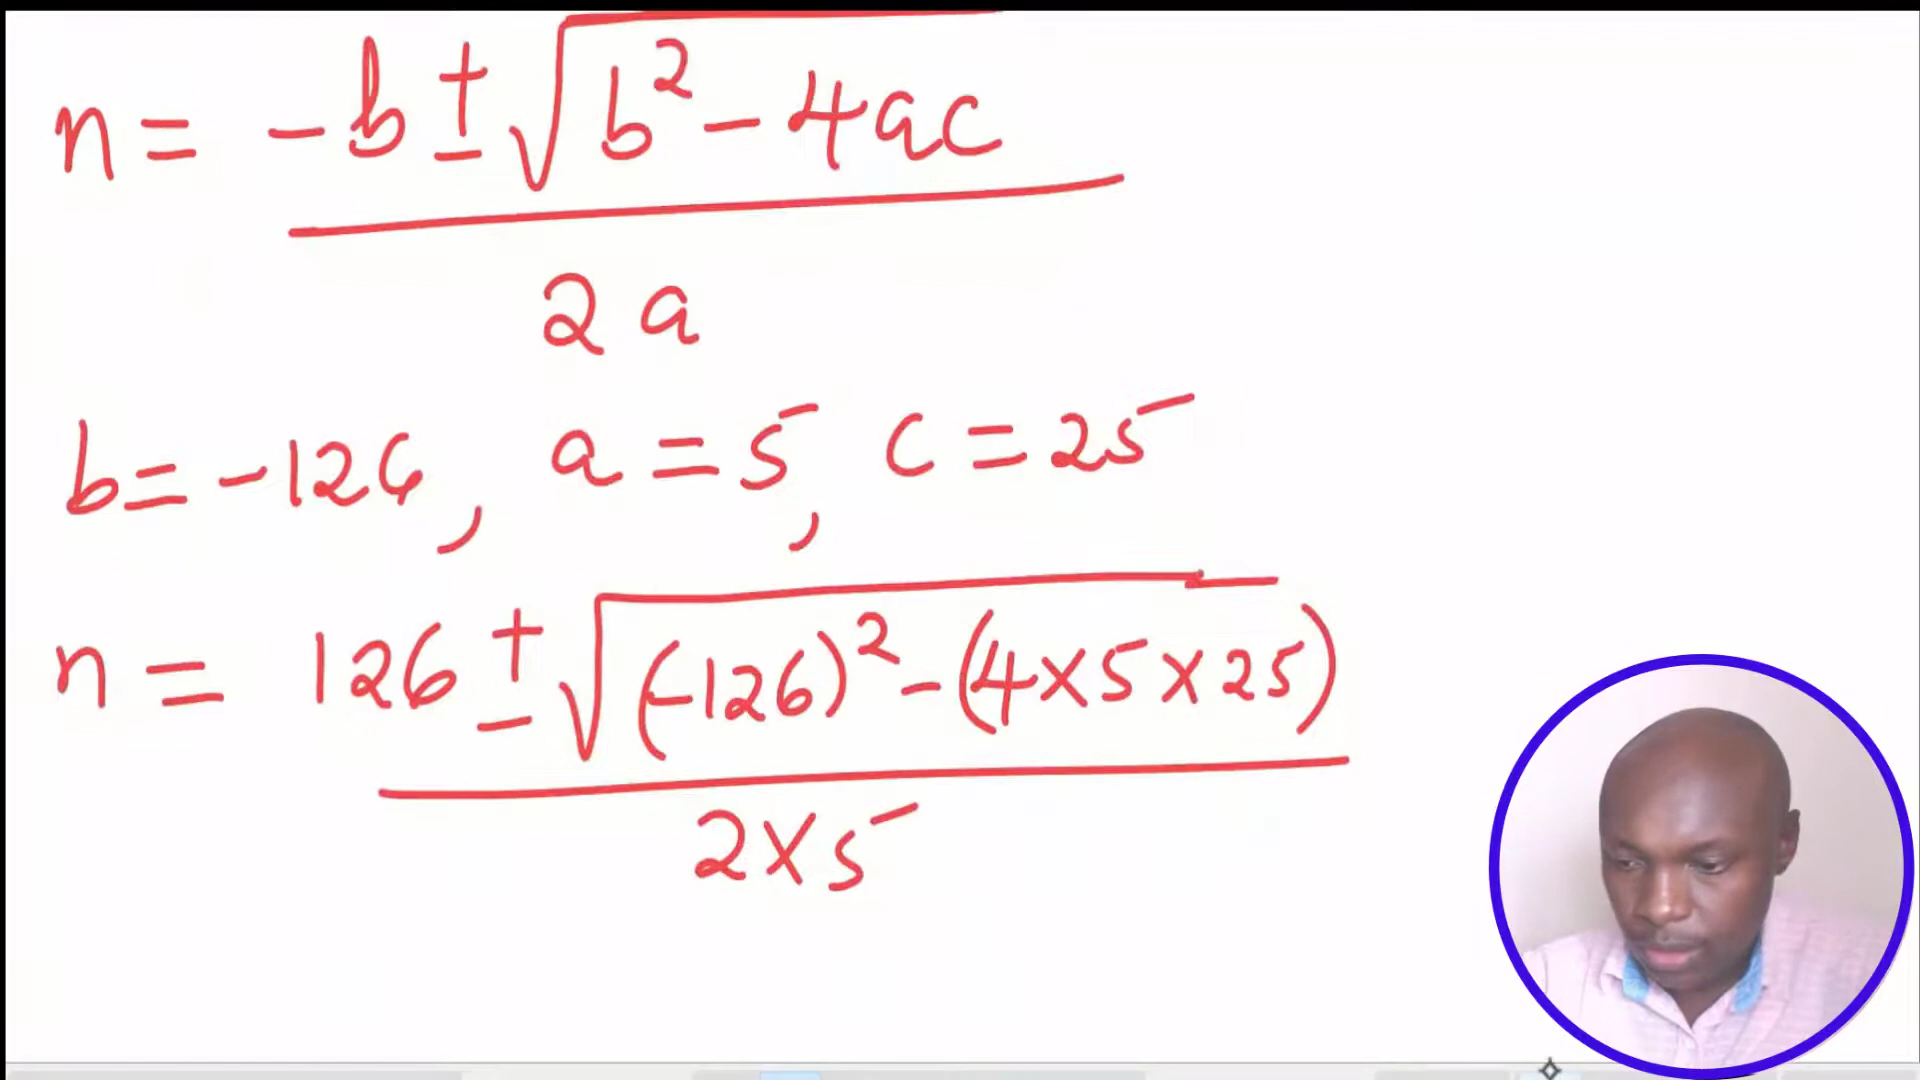 n = -b ± √b² - 4ac
2a
b = -126, a = 5, c = 25
n = 126 ± √(-126)² - (4×5×25)
2×5